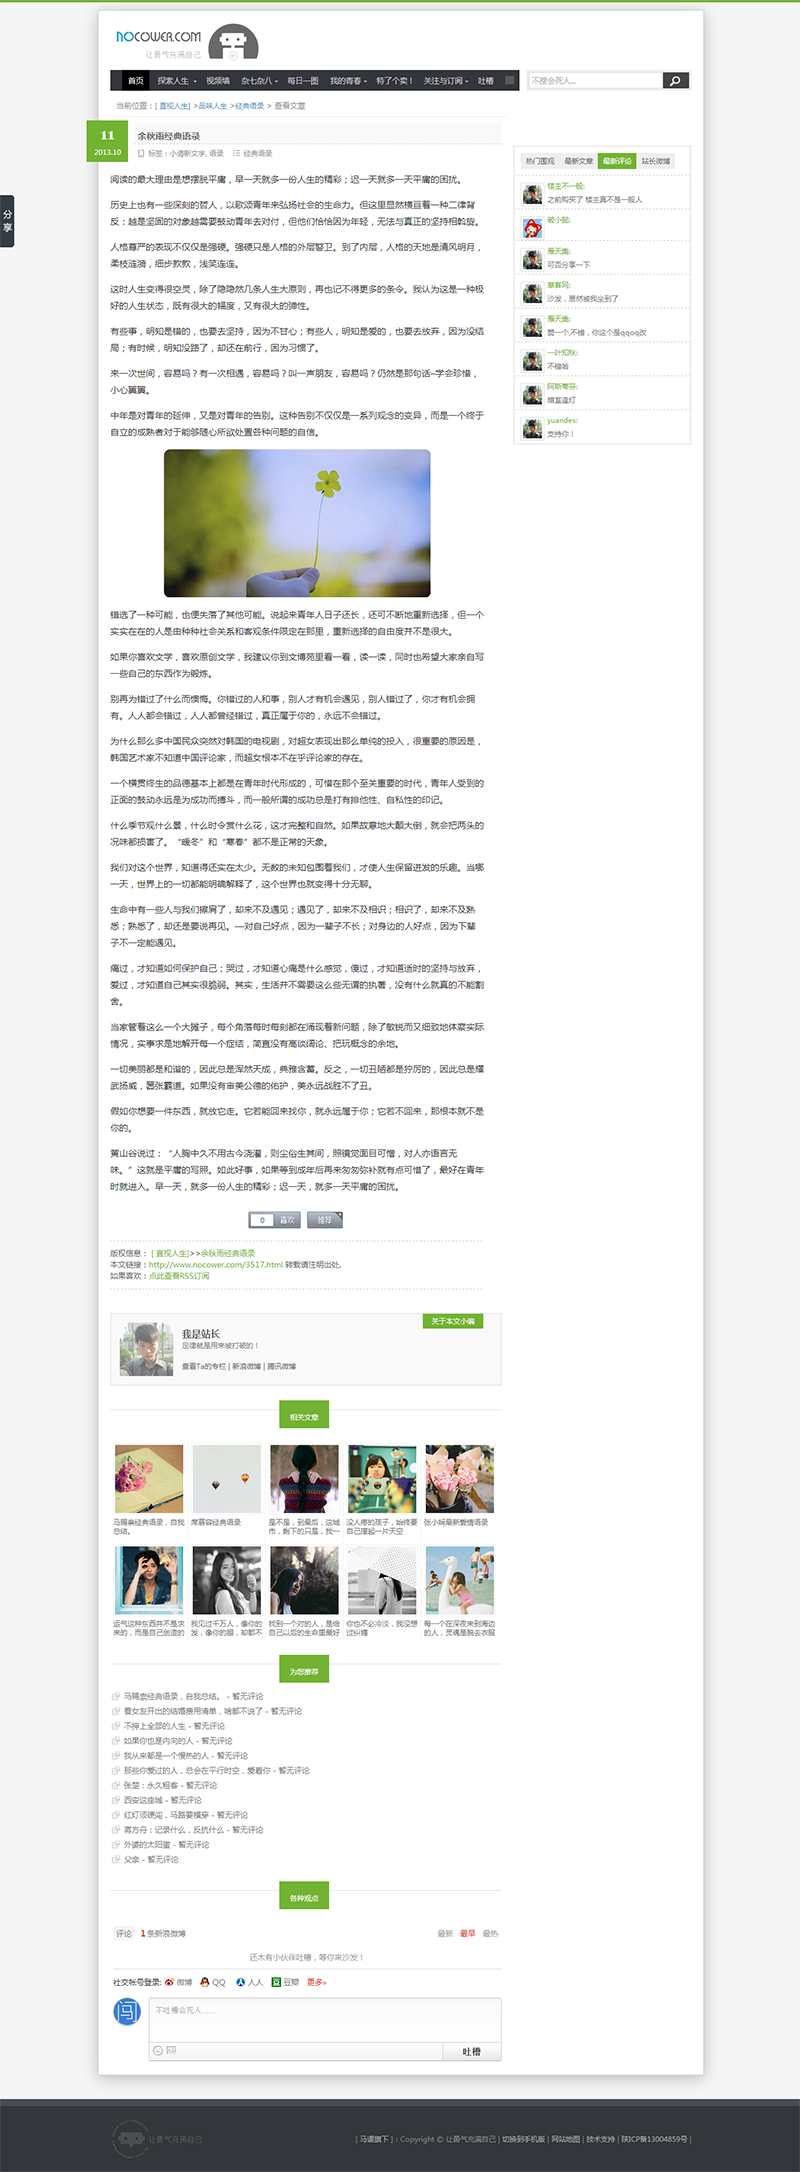 NOCOWER.COM
让勇气充满自己
首页 探索人生 视频墙 杂七杂八 每日一图 我的青春 特了个卖！ 关注与订阅 吐槽
不搜会死人...
当前位置：[ 直视人生] >品味人生 >经典语录 > 查看文章
11
2013.10
余秋雨经典语录
标签：小清新文字, 语录 经典语录
分享
阅读的最大理由是想摆脱平庸，早一天就多一份人生的精彩；迟一天就多一天平庸的困扰。
历史上也有一些深刻的哲人，以歌颂青年来弘扬社会的生命力。但这里显然横亘着一种二律背
反：越是坚固的对象越需要鼓动青年去对付，但他们恰恰因为年轻，无法与真正的坚持相斡旋。
人格尊严的表现不仅仅是强硬。强硬只是人格的外层警卫。到了内层，人格的天地是清风明月，
柔枝涟漪，细步款款，浅笑连连。
这时人生变得很空灵，除了隐隐然几条人生大原则，再也记不得更多的条令。我认为这是一种极
好的人生状态，既有很大的幅度，又有很大的弹性。
有些事，明知是错的，也要去坚持，因为不甘心；有些人，明知是爱的，也要去放弃，因为没结
局；有时候，明知没路了，却还在前行，因为习惯了。
来一次世间，容易吗？有一次相遇，容易吗？叫一声朋友，容易吗？仍然是那句话–学会珍惜，
小心翼翼。
中年是对青年的延伸，又是对青年的告别。这种告别不仅仅是一系列观念的变异，而是一个终于
自立的成熟者对于能够随心所欲处置各种问题的自信。
错选了一种可能，也便失落了其他可能。说起来青年人日子还长，还可不断地重新选择，但一个
实实在在的人是由种种社会关系和客观条件限定在那里，重新选择的自由度并不是很大。
如果你喜欢文学，喜欢原创文学，我建议你到文博苑里看一看，读一读，同时也希望大家亲自写
一些自己的东西作为锻炼。
别再为错过了什么而懊悔。你错过的人和事，别人才有机会遇见，别人错过了，你才有机会拥
有。人人都会错过，人人都曾经错过，真正属于你的，永远不会错过。
为什么那么多中国民众突然对韩国的电视剧，对超女表现出那么单纯的投入，很重要的原因是，
韩国艺术家不知道中国评论家，而超女根本不在乎评论家的存在。
一个横贯终生的品德基本上都是在青年时代形成的，可惜在那个至关重要的时代，青年人受到的
正面的鼓动永远是为成功而搏斗，而一般所谓的成功总是打有排他性、自私性的印记。
什么季节观什么景，什么时令赏什么花，这才完整和自然。如果故意地大颠大倒，就会把两头的
况味都损害了。“暖冬”和“寒春”都不是正常的天象。
我们对这个世界，知道得还实在太少。无数的未知包围着我们，才使人生保留迸发的乐趣。当哪
一天，世界上的一切都能明确解释了，这个世界也就变得十分无聊。
生命中有一些人与我们擦肩了，却来不及遇见；遇见了，却来不及相识；相识了，却来不及熟
悉；熟悉了，却还是要说再见。—对自己好点，因为一辈子不长；对身边的人好点，因为下辈
子不一定能遇见。
痛过，才知道如何保护自己；哭过，才知道心痛是什么感觉，傻过，才知道适时的坚持与放弃，
爱过，才知道自己其实很脆弱。其实，生活并不需要这么些无谓的执著，没有什么就真的不能割
舍。
当家管着这么一个大摊子，每个角落每时每刻都在涌现着新问题，除了敏锐而又细致地体察实际
情况，实事求是地解开每一个症结，简直没有高谈阔论、把玩概念的余地。
一切美丽都是和谐的，因此总是浑然天成，典雅含蓄。反之，一切丑陋都是狞厉的，因此总是耀
武扬威，嚣张霸道。如果没有审美公德的佑护，美永远战胜不了丑。
假如你想要一件东西，就放它走。它若能回来找你，就永远属于你；它若不回来，那根本就不是
你的。
黄山谷说过：“人胸中久不用古今浇灌，则尘俗生其间，照镜觉面目可憎，对人亦语言无
味。”这就是平庸的写照。如此好事，如果等到成年后再来匆匆弥补就有点可惜了，最好在青年
时就进入。早一天，就多一份人生的精彩；迟一天，就多一天平庸的困扰。
0 喜欢 推荐
版权信息：[ 直视人生]>>余秋雨经典语录
本文链接：http://www.nocower.com/3517.html 转载请注明出处.
如果喜欢：点此查看RSS订阅
关于本文小编
我是站长
定律就是用来被打破的！
查看Ta的专栏 | 新浪微博 | 腾讯微博
相关文章
马赐崇经典语录，自我总结。
席慕容经典语录
是不是，到最后，这城市，剩下的只是，我一
没人疼的孩子，始终要自己撑起一片天空
张小娴最新爱情语录
运气这种东西并不是求来的，而是自己创造的
我见过千万人，像你的发，像你的眼，却都不
找到一个对的人，是给自己以后的生命里最好
你也不必冷淡，我没想过纠缠
每一个在深夜来到海边的人，灵魂是脱去衣服
为您推荐
马赐崇经典语录，自我总结。 - 暂无评论
看女友开出的结婚费用清单，啥都不说了 - 暂无评论
不押上全部的人生 - 暂无评论
如果你也是内向的人 - 暂无评论
我从来都是一个慢热的人 - 暂无评论
那些你爱过的人，总会在平行时空，爱着你 - 暂无评论
张楚：永久租客 - 暂无评论
西安这座城 - 暂无评论
红灯须硬闯，马路要横穿 - 暂无评论
蒋方舟：记录什么，反抗什么 - 暂无评论
外婆的太阳蛋 - 暂无评论
父亲 - 暂无评论
各种观点
评论 1条新浪微博 最新 最早 最热
还木有小伙伴吐糟，等你来沙发！
社交帐号登录: 微博 QQ 人人 豆瓣 更多»
闯
不吐槽会死人......
吐槽
热门围观 最新文章 最新评论 站长微博
楼主不一般:
之前购买了 楼主真不是一般人
破小懿:
雁天鱼:
可否分享一下
草客网:
沙发，居然被我坐到了
雁天鱼:
赞一个,不错，你这个是qqoq改
一叶知秋:
不错哈
阿斯蒂芬:
支持你！
yuandes:
让勇气充满自己
[ 马课旗下 ]：Copyright © 让勇气充满自己 | 切换到手机版 | 网站地图 | 技术支持 | 陕ICP备13004859号 |